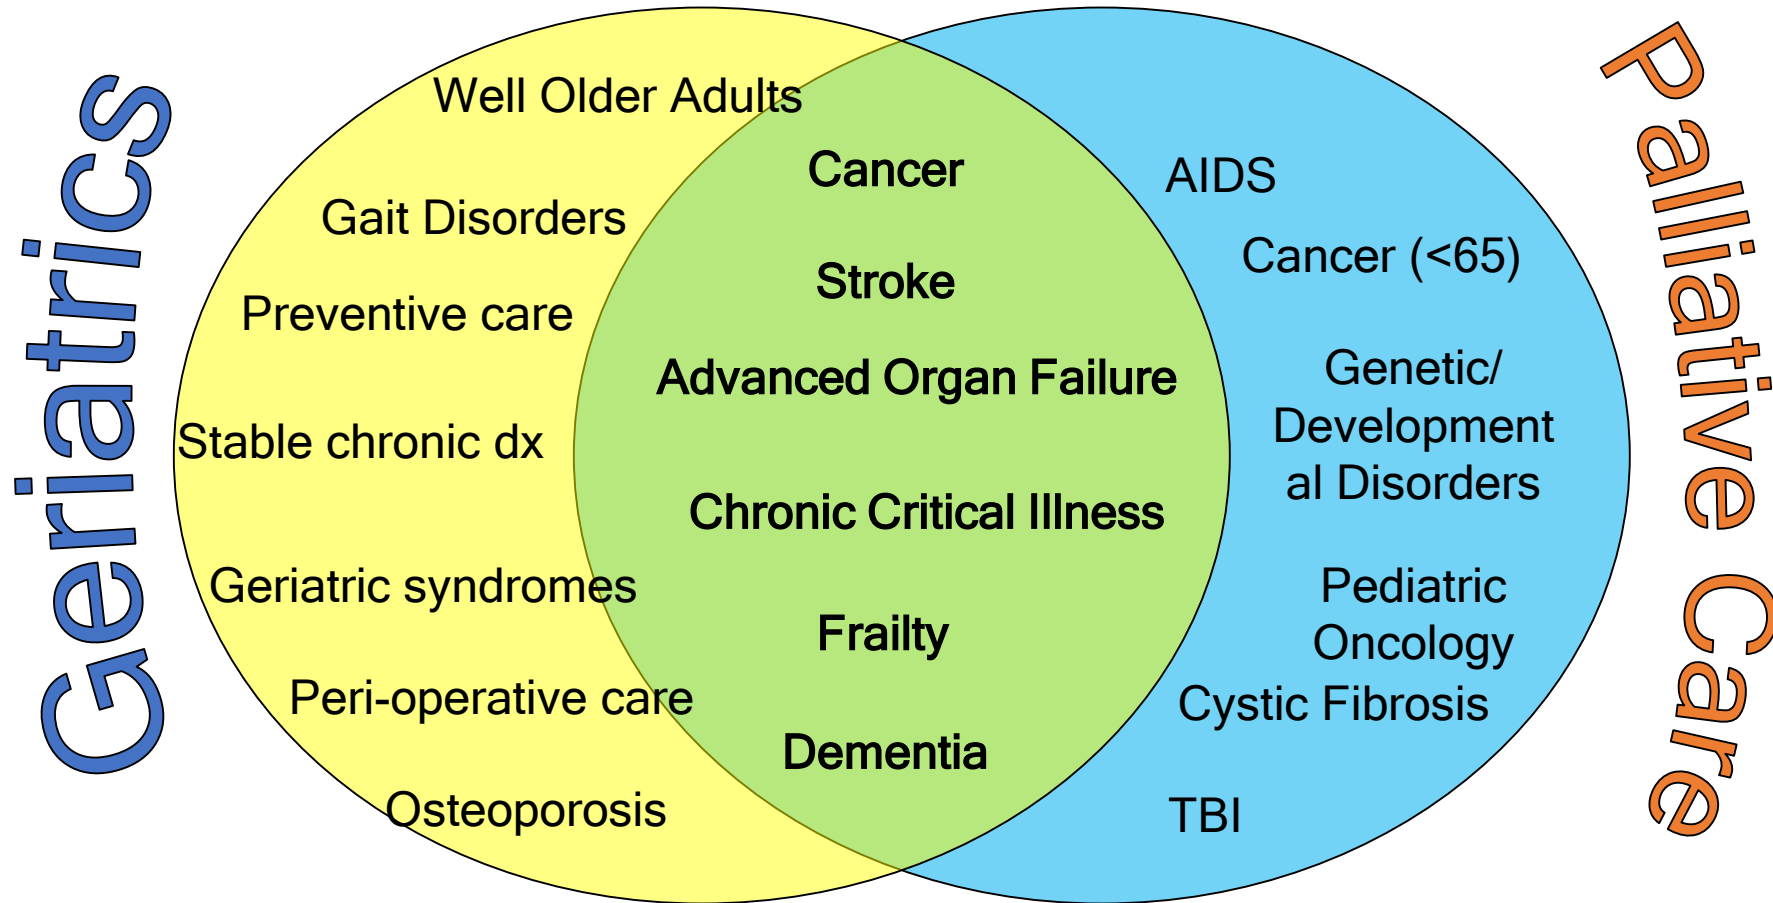 Geriatrics
Well Older Adults
Gait Disorders
Preventive care
Stable chronic dx
Geriatric syndromes
Peri-operative care
Osteoporosis
Cancer
Stroke
Advanced Organ Failure
Chronic Critical Illness
Frailty
Dementia
AIDS
Cancer (<65)
Genetic/
Development
al Disorders
Pediatric
Oncology
Cystic Fibrosis
TBI
Palliative Care